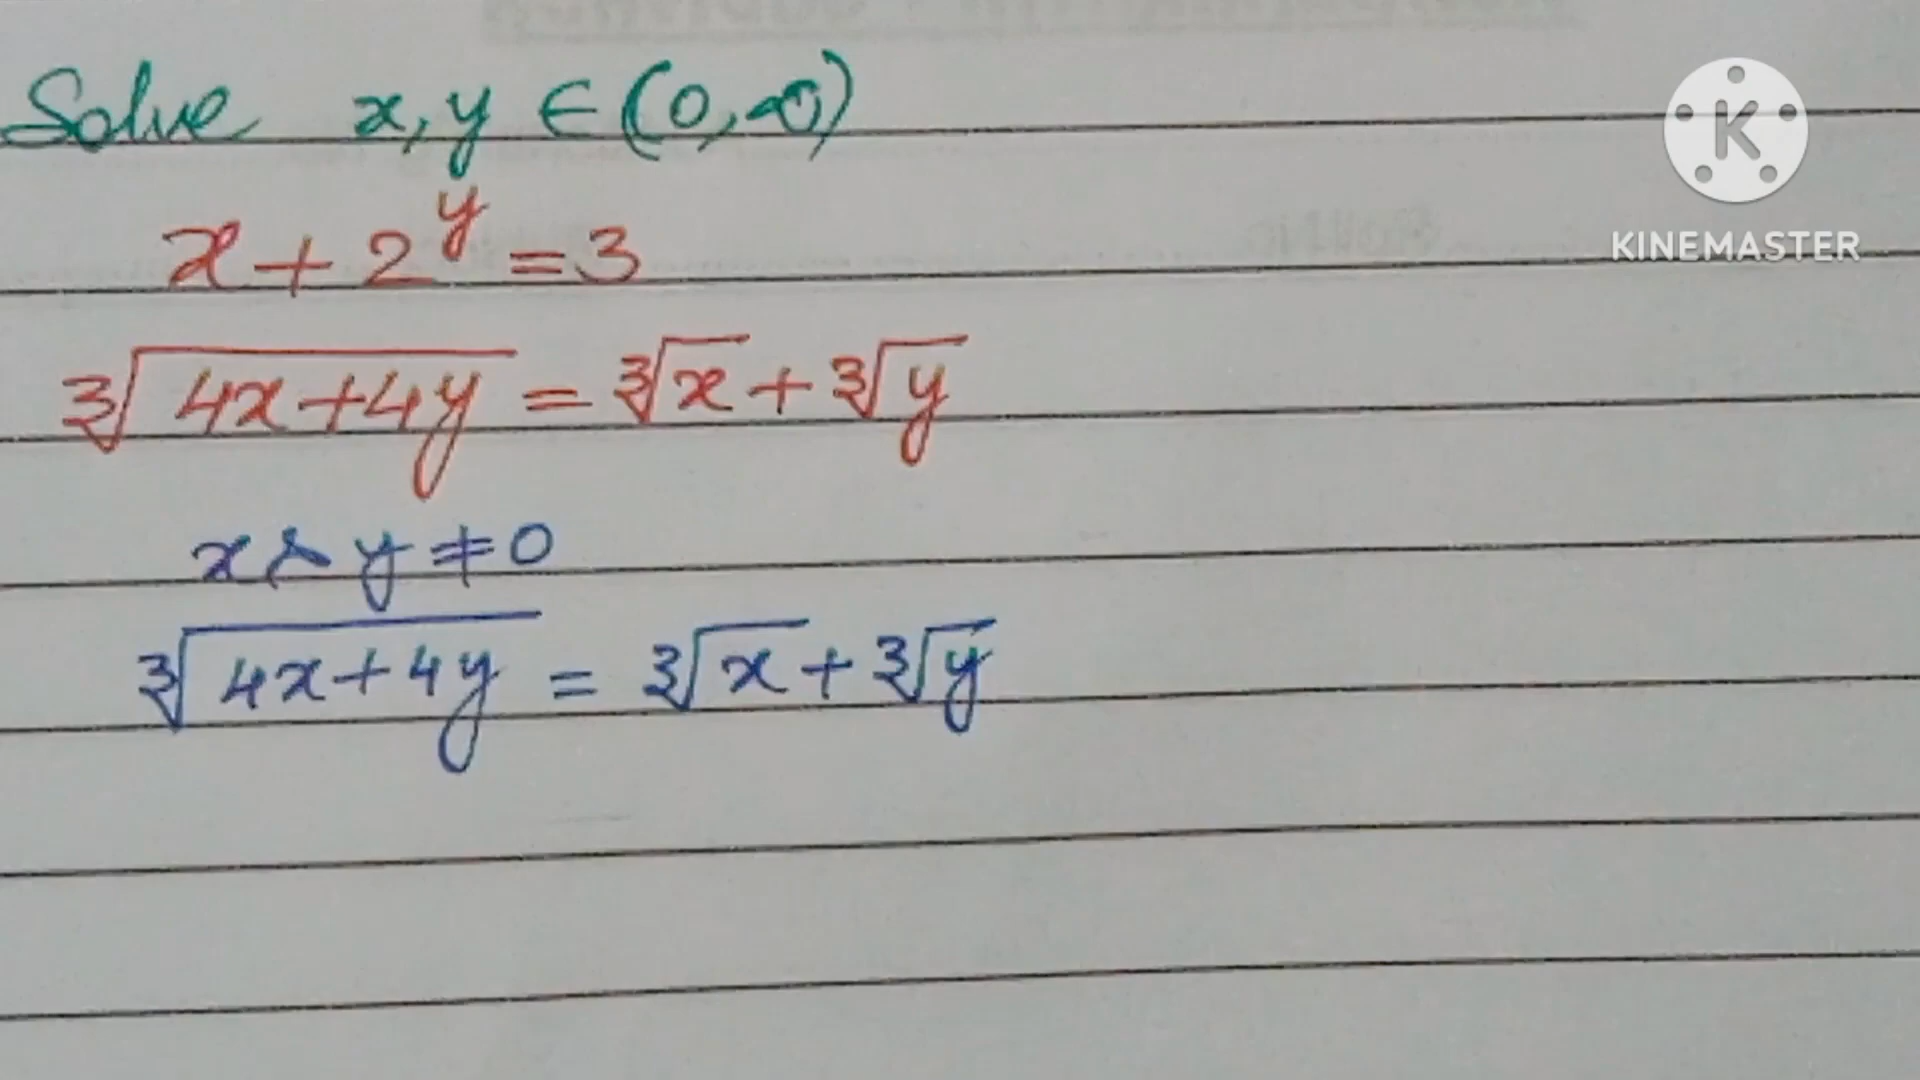 Solve x, y ∈ (0, ∞)
x + 2^y = 3
∛(4x+4y) = ∛x + ∛y
x & y ≠ 0
∛(4x+4y) = ∛x + ∛y
K
KINEMASTER